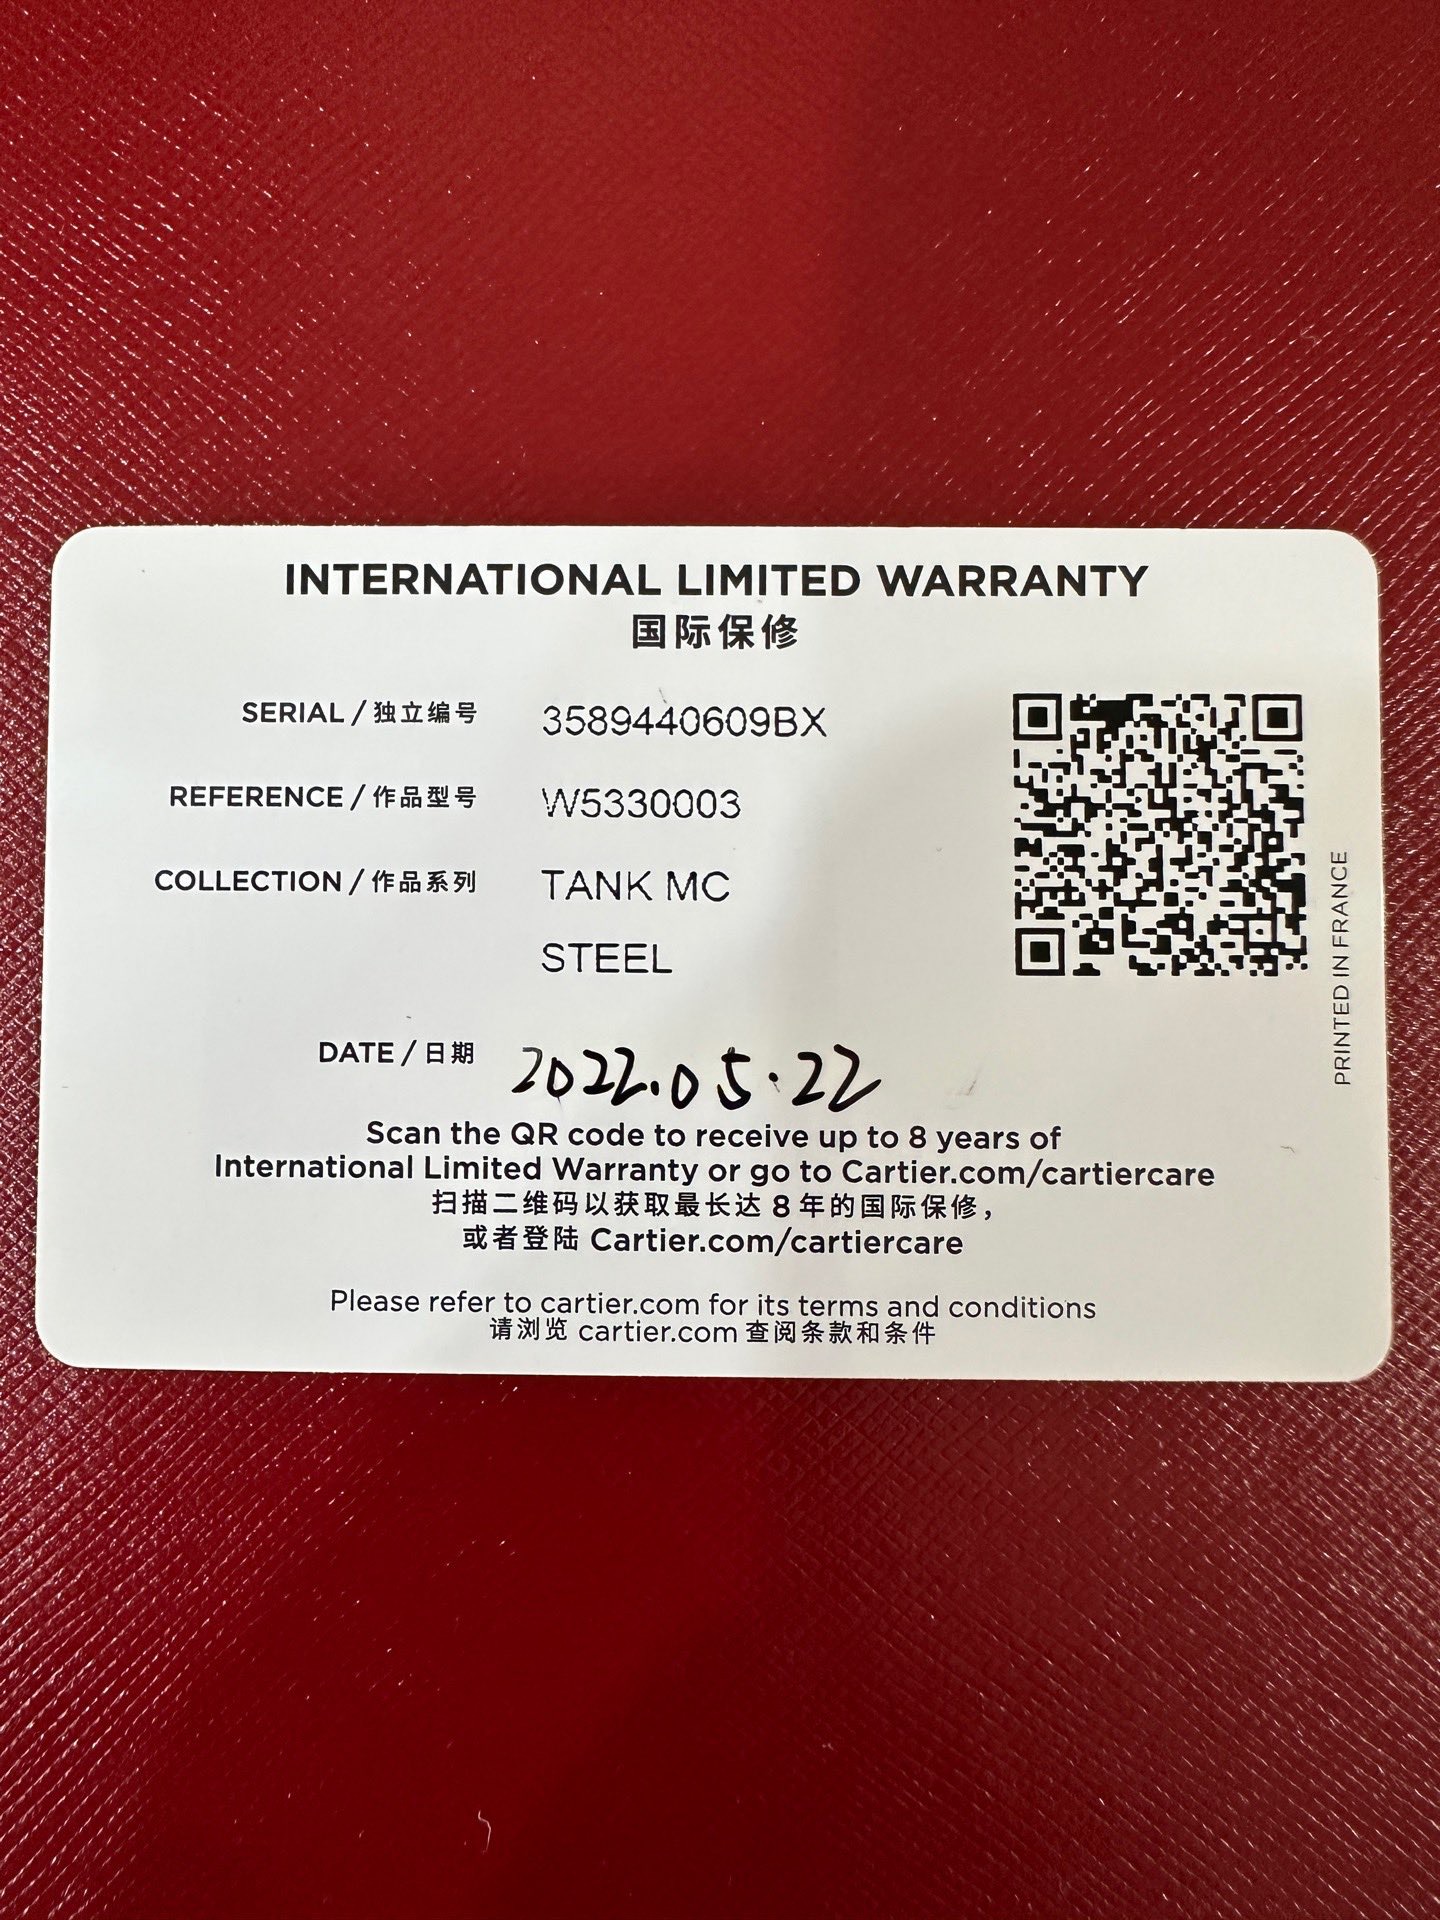 INTERNATIONAL LIMITED WARRANTY
国际保修
SERIAL / 独立编号 3589440609BX
REFERENCE / 作品型号 W5330003
COLLECTION / 作品系列 TANK MC
STEEL
DATE / 日期 2022.05.22
Scan the QR code to receive up to 8 years of
International Limited Warranty or go to Cartier.com/cartiercare
扫描二维码以获取最长达 8 年的国际保修，
或者登陆 Cartier.com/cartiercare
Please refer to cartier.com for its terms and conditions
请浏览 cartier.com 查阅条款和条件
PRINTED IN FRANCE